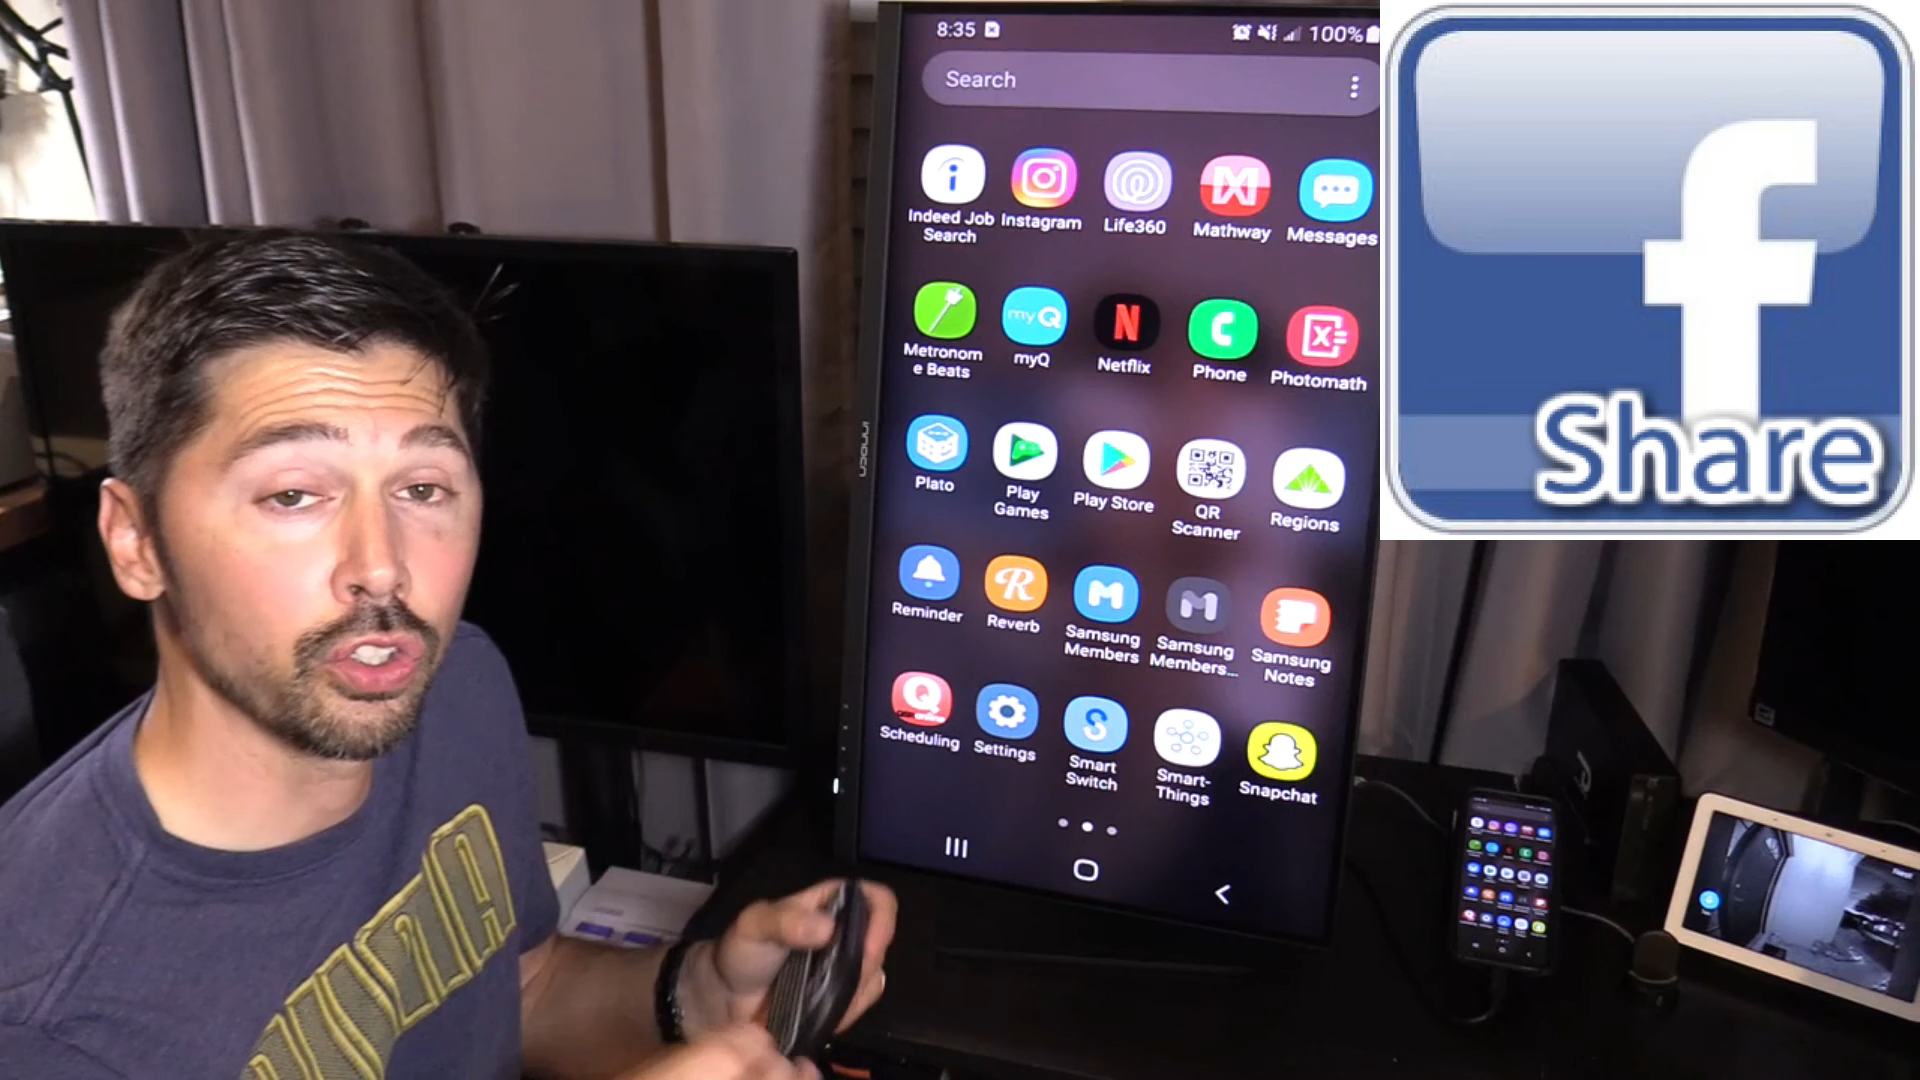 8:35
100%
Search
Indeed Job
Search
Instagram
Life360
Mathway
Messages
Metronom
e Beats
myQ
myQ
Netflix
Phone
Photomath
Plato
Play
Games
Play Store
QR
Scanner
Regions
Reminder
Reverb
Samsung
Members
Samsung
Members...
Samsung
Notes
Scheduling
Settings
Smart
Switch
Smart-
Things
Snapchat
Share